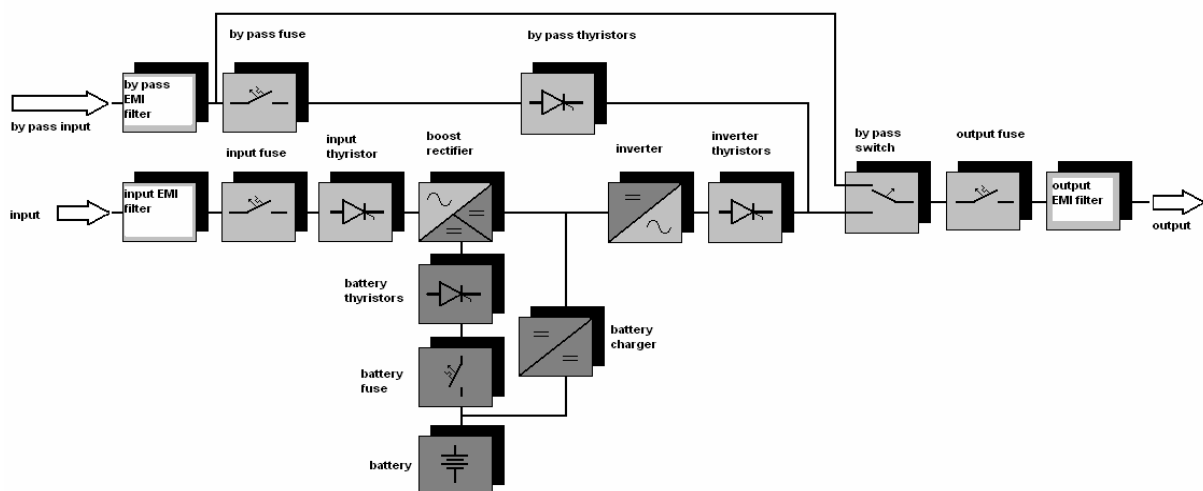 by pass fuse
by pass thyristors
by pass
EMI
filter
by pass input
input fuse
input
thyristor
boost
rectifier
inverter
inverter
thyristors
by pass
switch
output fuse
input
input EMI
filter
output
EMI filter
output
battery
thyristors
battery
charger
battery
fuse
battery